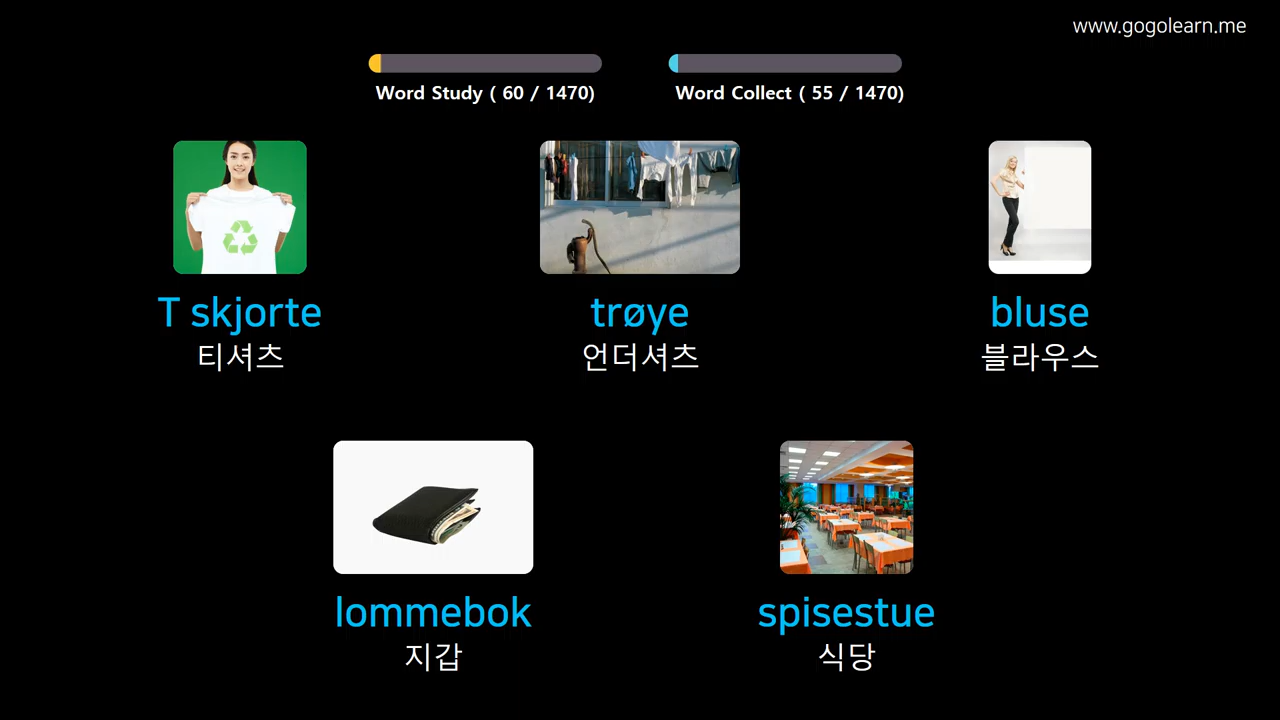 www.gogolearn.me
Word Study ( 60 / 1470)
Word Collect ( 55 / 1470)
T skjorte
티셔츠
trøye
언더셔츠
bluse
블라우스
lommebok
지갑
spisestue
식당